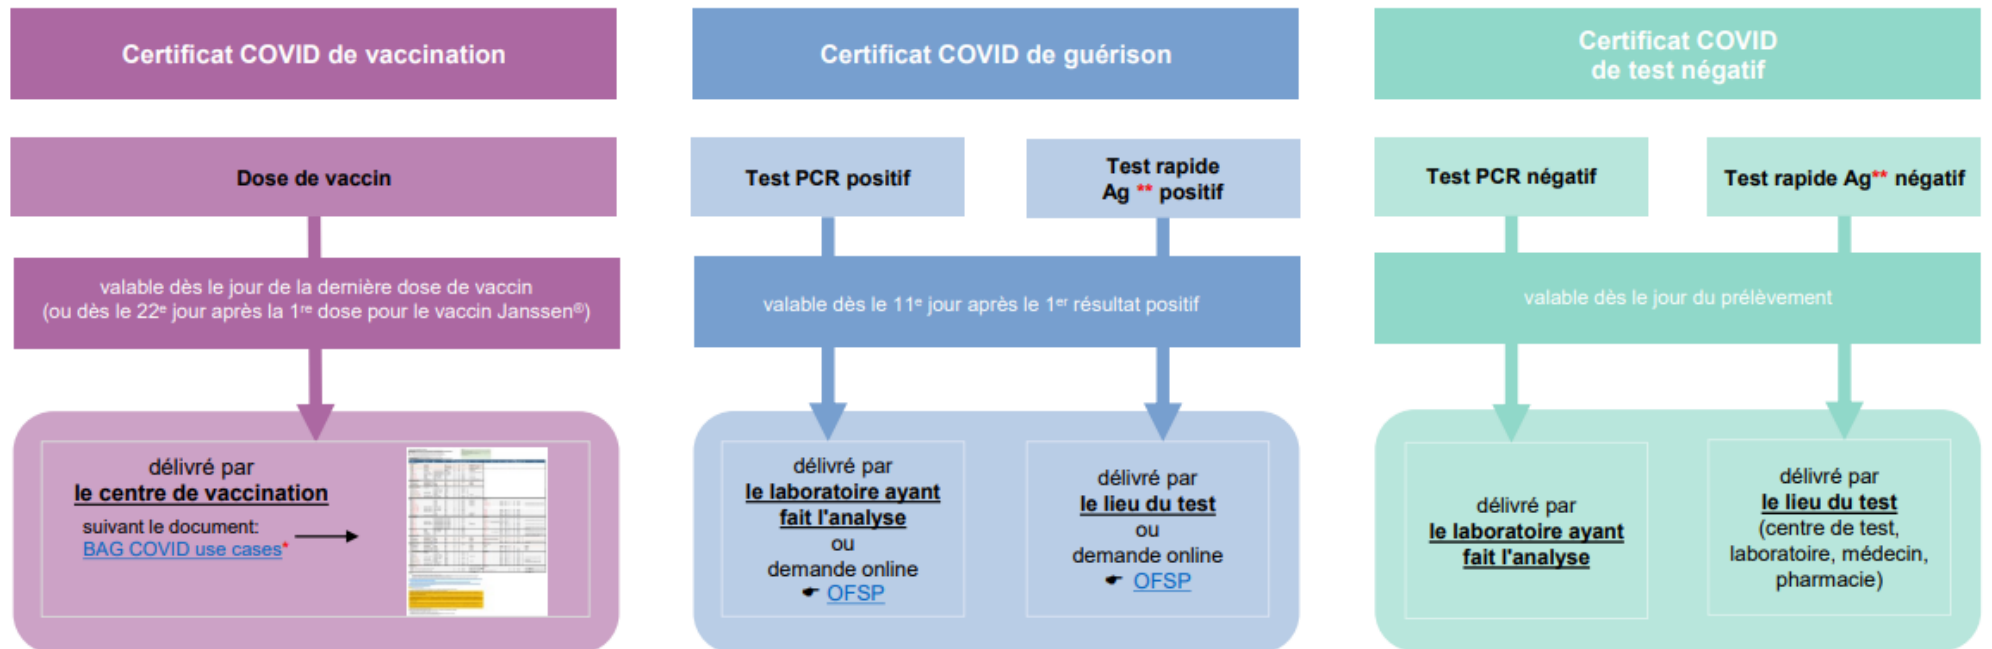 Certificat COVID de vaccination
Dose de vaccin
valable dès le jour de la dernière dose de vaccin
(ou dès le 22e jour après la 1re dose pour le vaccin Janssen®)
délivré par
le centre de vaccination
suivant le document:
BAG COVID use cases*
Certificat COVID de guérison
Test PCR positif
Test rapide
Ag ** positif
valable dès le 11e jour après le 1er résultat positif
délivré par
le laboratoire ayant
fait l'analyse
ou
demande online
☛ OFSP
délivré par
le lieu du test
ou
demande online
☛ OFSP
Certificat COVID
de test négatif
Test PCR négatif
Test rapide Ag** négatif
valable dès le jour du prélèvement
délivré par
le laboratoire ayant
fait l'analyse
délivré par
le lieu du test
(centre de test,
laboratoire, médecin,
pharmacie)